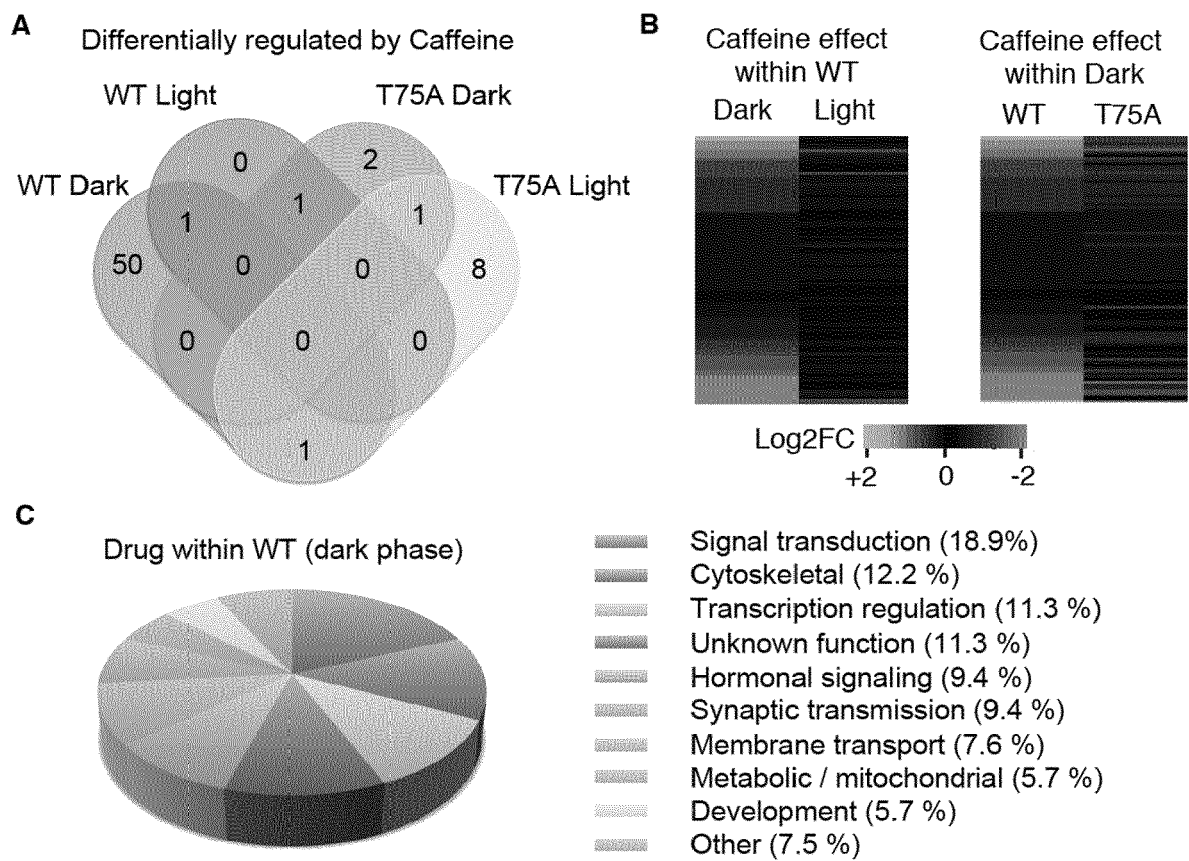 A
Differentially regulated by Caffeine
WT Light
T75A Dark
WT Dark
T75A Light
0
2
1
1
1
50
0
0
8
0
0
0
1
B
Caffeine effect
within WT
Dark Light
Caffeine effect
within Dark
WT T75A
Log2FC
+2 0 -2
C
Drug within WT (dark phase)
Signal transduction (18.9%)
Cytoskeletal (12.2 %)
Transcription regulation (11.3 %)
Unknown function (11.3 %)
Hormonal signaling (9.4 %)
Synaptic transmission (9.4 %)
Membrane transport (7.6 %)
Metabolic / mitochondrial (5.7 %)
Development (5.7 %)
Other (7.5 %)